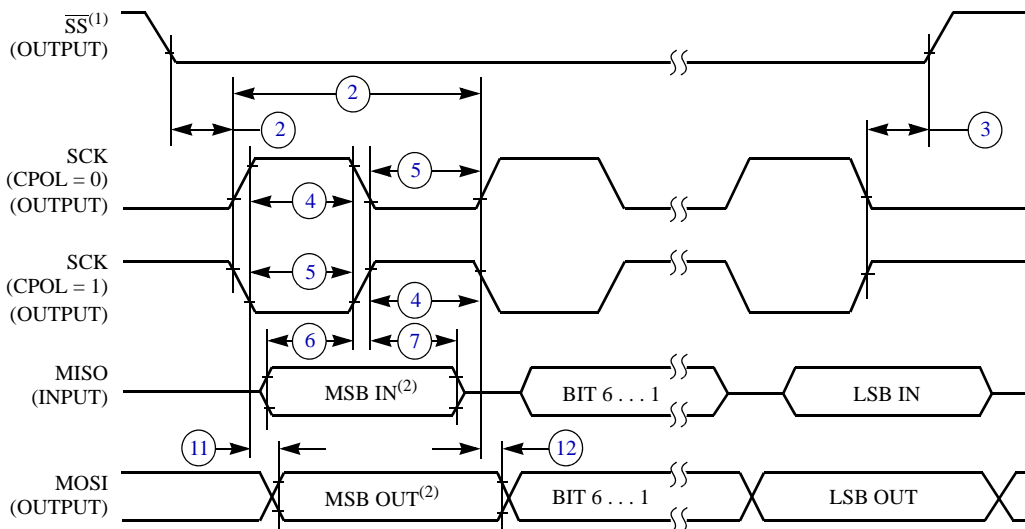 SS(1)
(OUTPUT)
2
2
3
SCK
(CPOL = 0)
(OUTPUT)
5
4
SCK
(CPOL = 1)
(OUTPUT)
5
4
6
7
MISO
(INPUT)
MSB IN(2)
BIT 6 . . . 1
LSB IN
11
12
MOSI
(OUTPUT)
MSB OUT(2)
BIT 6 . . . 1
LSB OUT